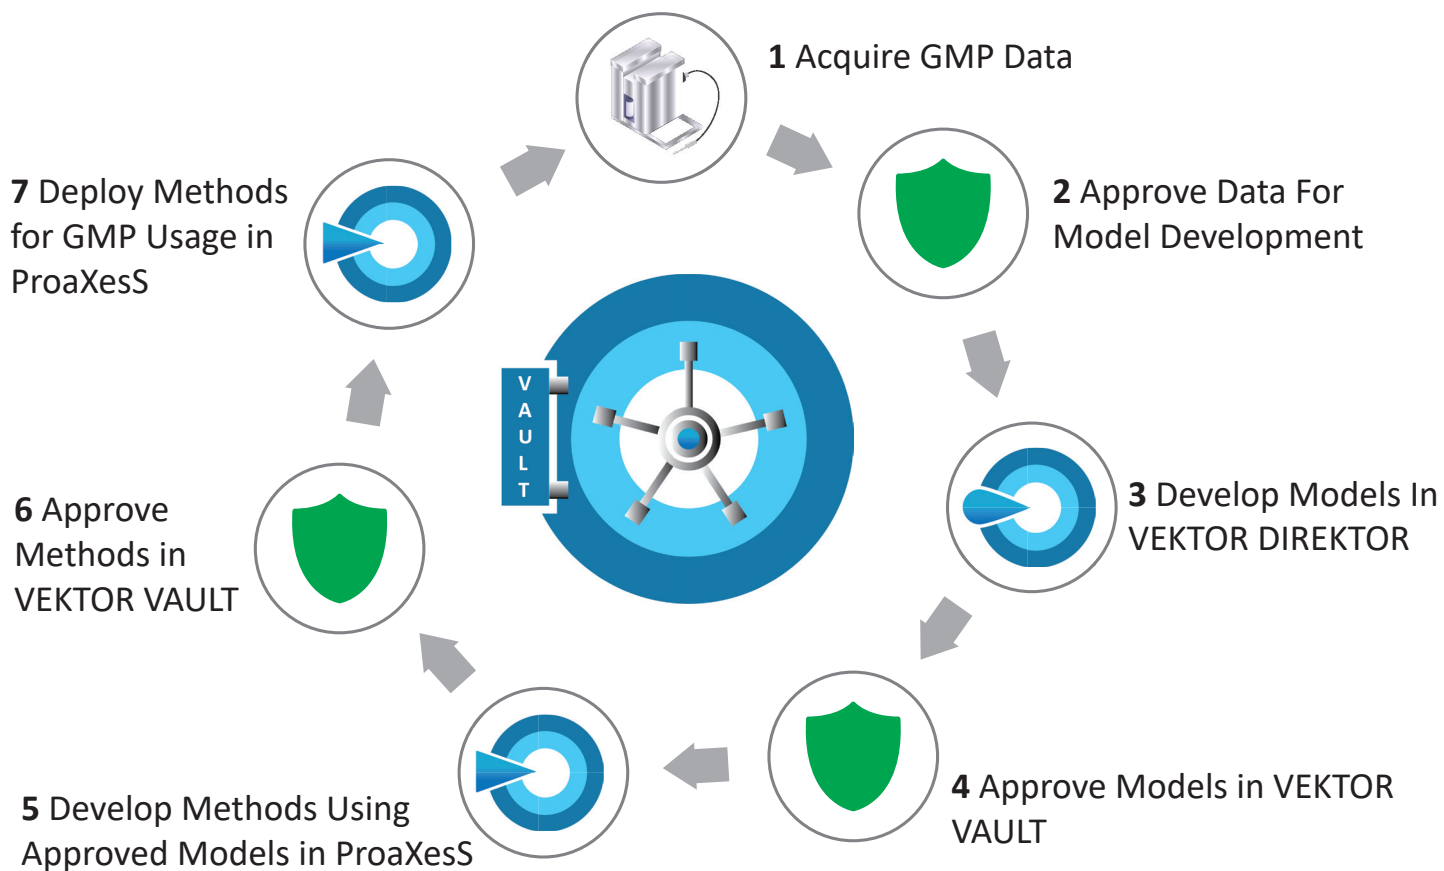 1 Acquire GMP Data
2 Approve Data For
Model Development
3 Develop Models In
VEKTOR DIREKTOR
4 Approve Models in VEKTOR
VAULT
5 Develop Methods Using
Approved Models in ProaXesS
6 Approve
Methods in
VEKTOR VAULT
7 Deploy Methods
for GMP Usage in
ProaXesS
VAULT